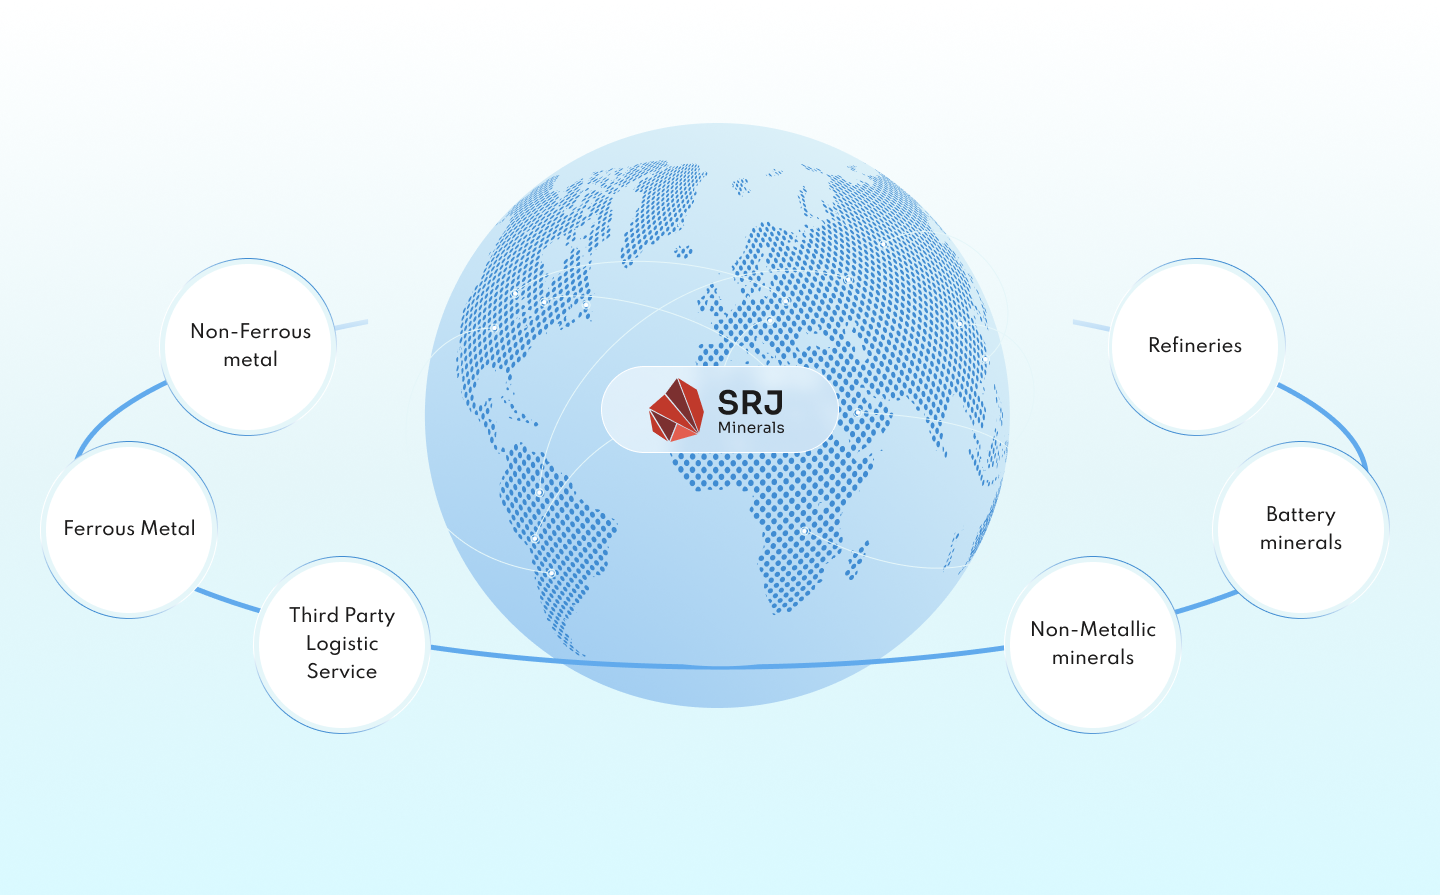 Non-Ferrous
metal
Refineries
SRJ
Minerals
Ferrous Metal
Battery
minerals
Third Party
Logistic
Service
Non-Metallic
minerals